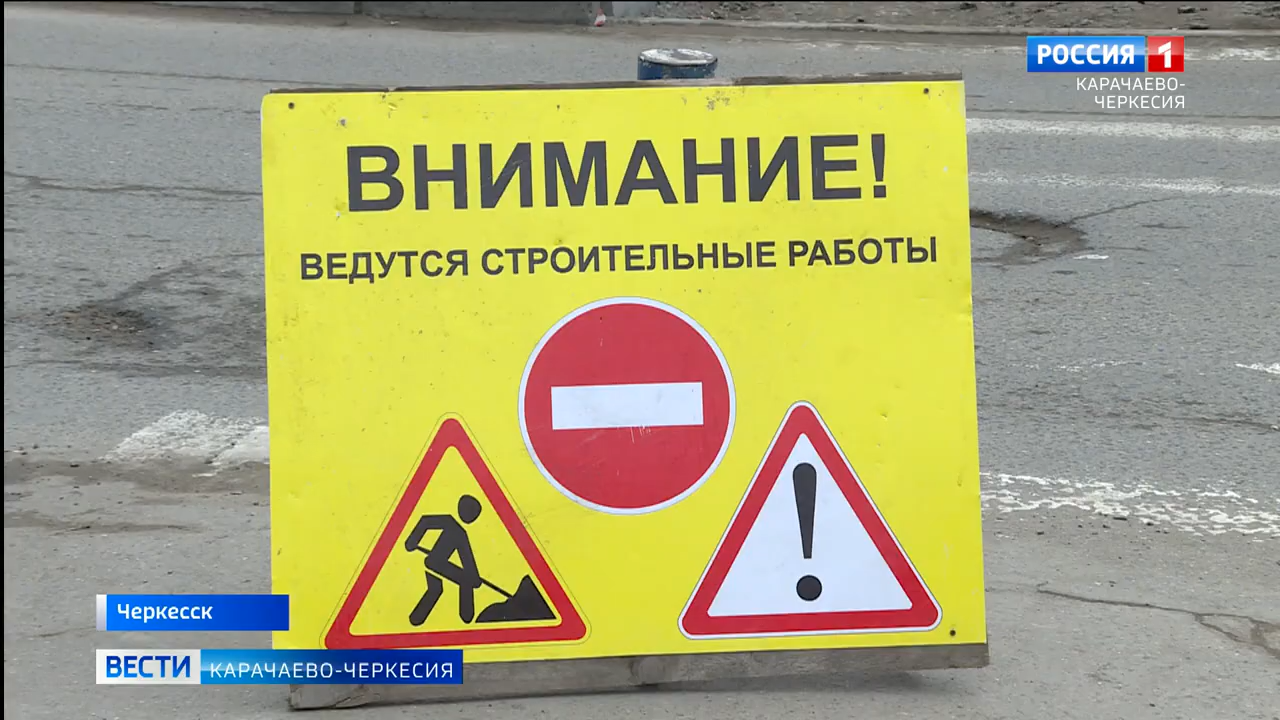 РОССИЯ 1
КАРАЧАЕВО-
ЧЕРКЕСИЯ
ВНИМАНИЕ!
ВЕДУТСЯ СТРОИТЕЛЬНЫЕ РАБОТЫ
Черкесск
ВЕСТИ КАРАЧАЕВО-ЧЕРКЕСИЯ